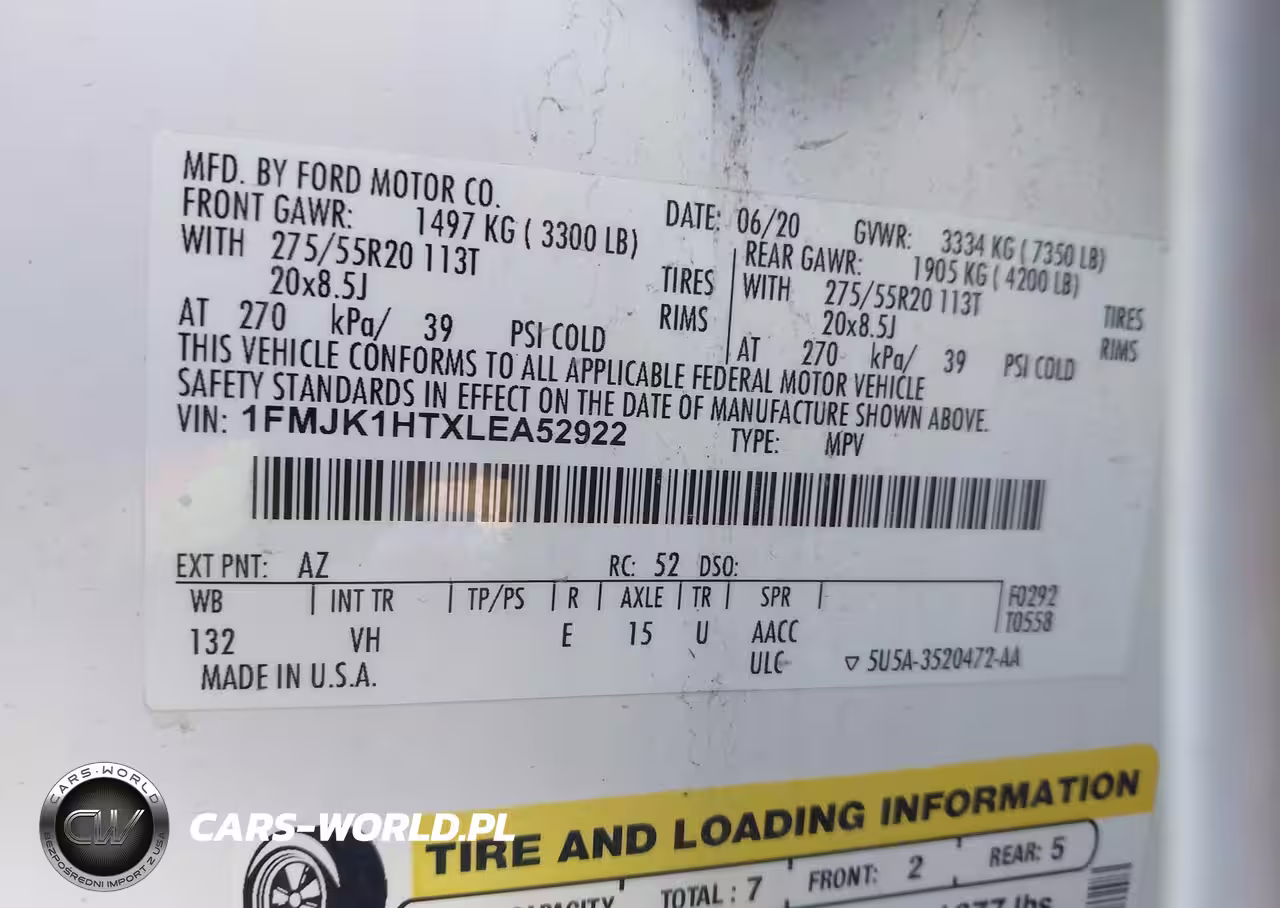 MFD. BY FORD MOTOR CO.
DATE: 06/20 GVWR: 3334 KG ( 7350 LB)
FRONT GAWR: 1497 KG ( 3300 LB)
WITH 275/55R20 113T TIRES
20x8.5J RIMS
AT 270 kPa/ 39 PSI COLD
REAR GAWR: 1905 KG ( 4200 LB)
WITH 275/55R20 113T TIRES
20x8.5J RIMS
AT 270 kPa/ 39 PSI COLD
THIS VEHICLE CONFORMS TO ALL APPLICABLE FEDERAL MOTOR VEHICLE
SAFETY STANDARDS IN EFFECT ON THE DATE OF MANUFACTURE SHOWN ABOVE.
VIN: 1FMJK1HTXLEA52922 TYPE: MPV
EXT PNT: AZ RC: 52 DSO:
WB INT TR TP/PS R AXLE TR SPR
132 VH E 15 U AACC
ULC
F0292
T0558
▽ 5U5A-3520472-AA
MADE IN U.S.A.
TIRE AND LOADING INFORMATION
TOTAL : 7 FRONT: 2 REAR: 5
CARS-WORLD
CW
BEZPOŚREDNI IMPORT Z USA
CARS-WORLD.PL